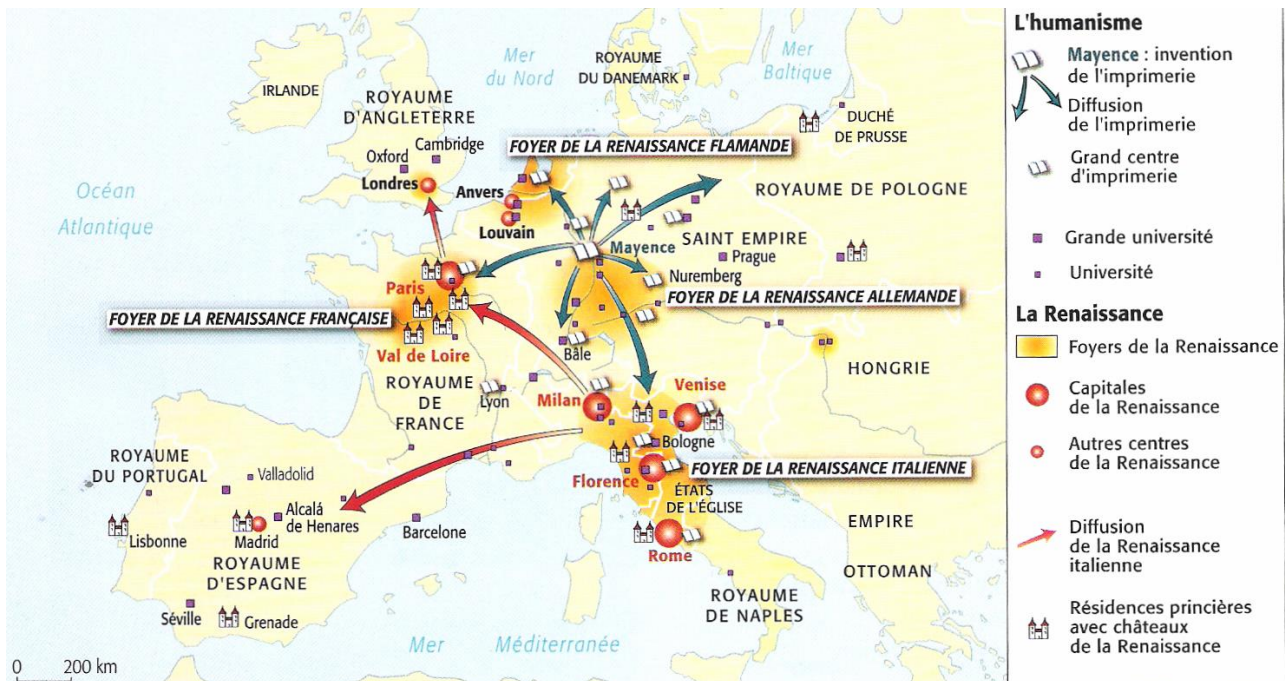 Mer
du Nord
ROYAUME
DU DANEMARK
Mer
Baltique
IRLANDE
ROYAUME
D'ANGLETERRE
Cambridge
Oxford
Londres
FOYER DE LA RENAISSANCE FLAMANDE
DUCHÉ
DE PRUSSE
Océan
Atlantique
Anvers
Louvain
ROYAUME DE POLOGNE
Mayence
SAINT EMPIRE
Prague
Nuremberg
Paris
FOYER DE LA RENAISSANCE ALLEMANDE
FOYER DE LA RENAISSANCE FRANÇAISE
Val de Loire
Bâle
HONGRIE
ROYAUME
DE
FRANCE
Lyon
Milan
Venise
Bologne
ROYAUME
DU PORTUGAL
Valladolid
FOYER DE LA RENAISSANCE ITALIENNE
Florence
ÉTATS
DE L'ÉGLISE
Alcalá
de Henares
Lisbonne
Madrid
Barcelone
Rome
EMPIRE
OTTOMAN
ROYAUME
D'ESPAGNE
ROYAUME
DE NAPLES
Séville
Grenade
Mer Méditerranée
0 200 km
L'humanisme
Mayence : invention
de l'imprimerie
Diffusion
de l'imprimerie
Grand centre
d'imprimerie
Grande université
Université
La Renaissance
Foyers de la Renaissance
Capitales
de la Renaissance
Autres centres
de la Renaissance
Diffusion
de la Renaissance
italienne
Résidences princières
avec châteaux
de la Renaissance